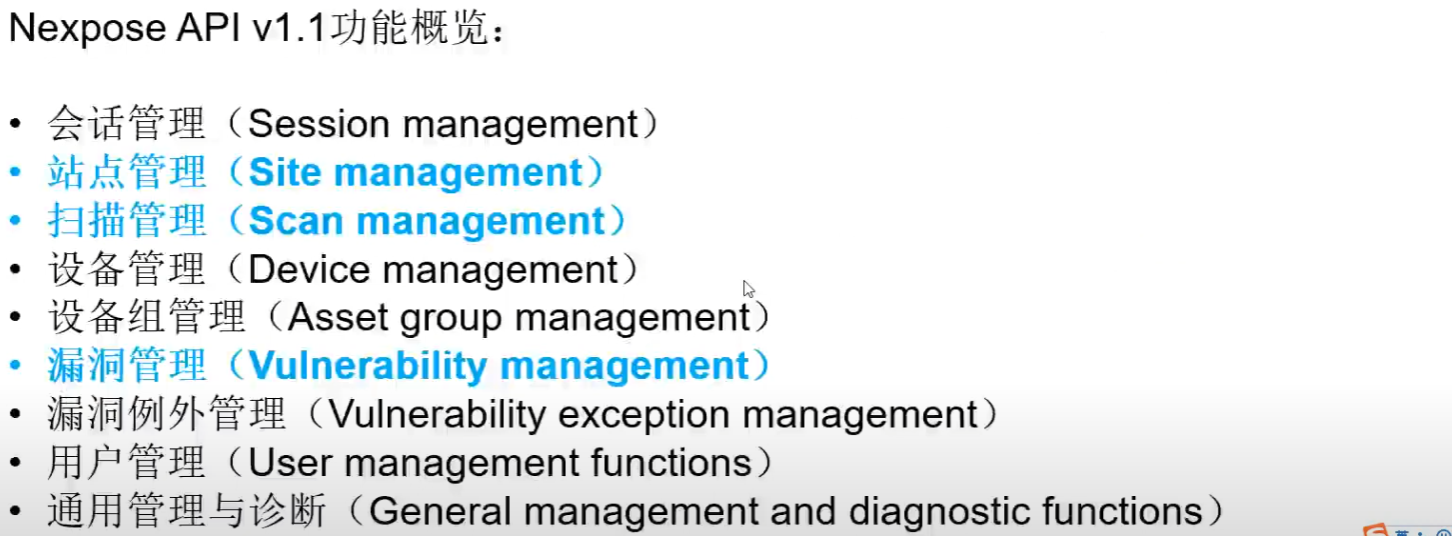 Nexpose API v1.1功能概览：
• 会话管理（Session management）
• 站点管理（Site management）
• 扫描管理（Scan management）
• 设备管理（Device management）
• 设备组管理（Asset group management）
• 漏洞管理（Vulnerability management）
• 漏洞例外管理（Vulnerability exception management）
• 用户管理（User management functions）
• 通用管理与诊断（General management and diagnostic functions）